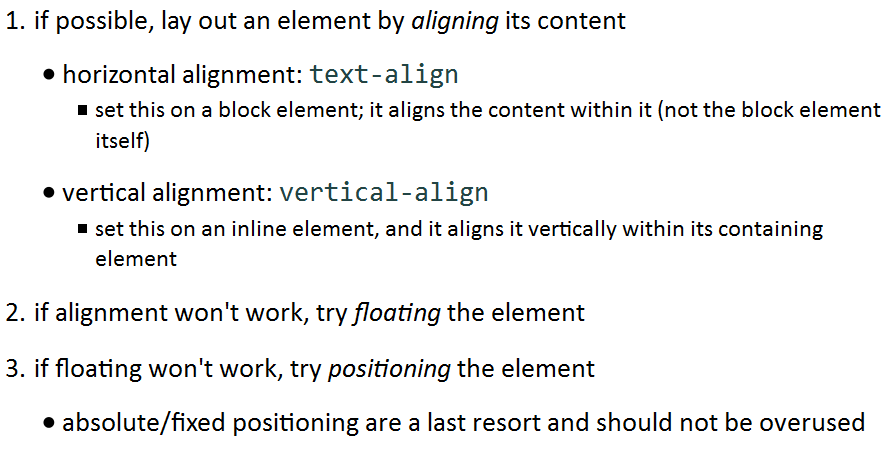 1. if possible, lay out an element by aligning its content
● horizontal alignment: text-align
■ set this on a block element; it aligns the content within it (not the block element
itself)
● vertical alignment: vertical-align
■ set this on an inline element, and it aligns it vertically within its containing
element
2. if alignment won't work, try floating the element
3. if floating won't work, try positioning the element
● absolute/fixed positioning are a last resort and should not be overused